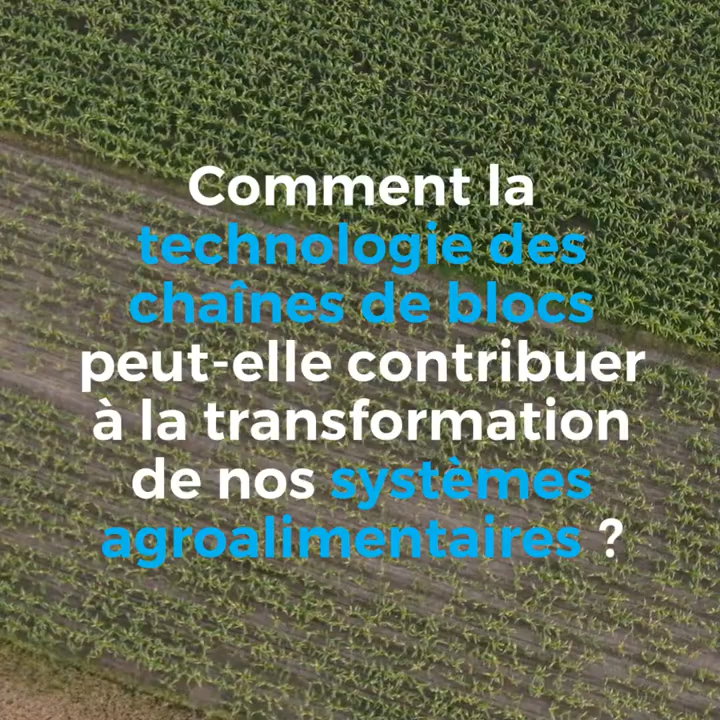 Comment la
technologie des
chaînes de blocs
peut-elle contribuer
à la transformation
de nos systèmes
agroalimentaires ?